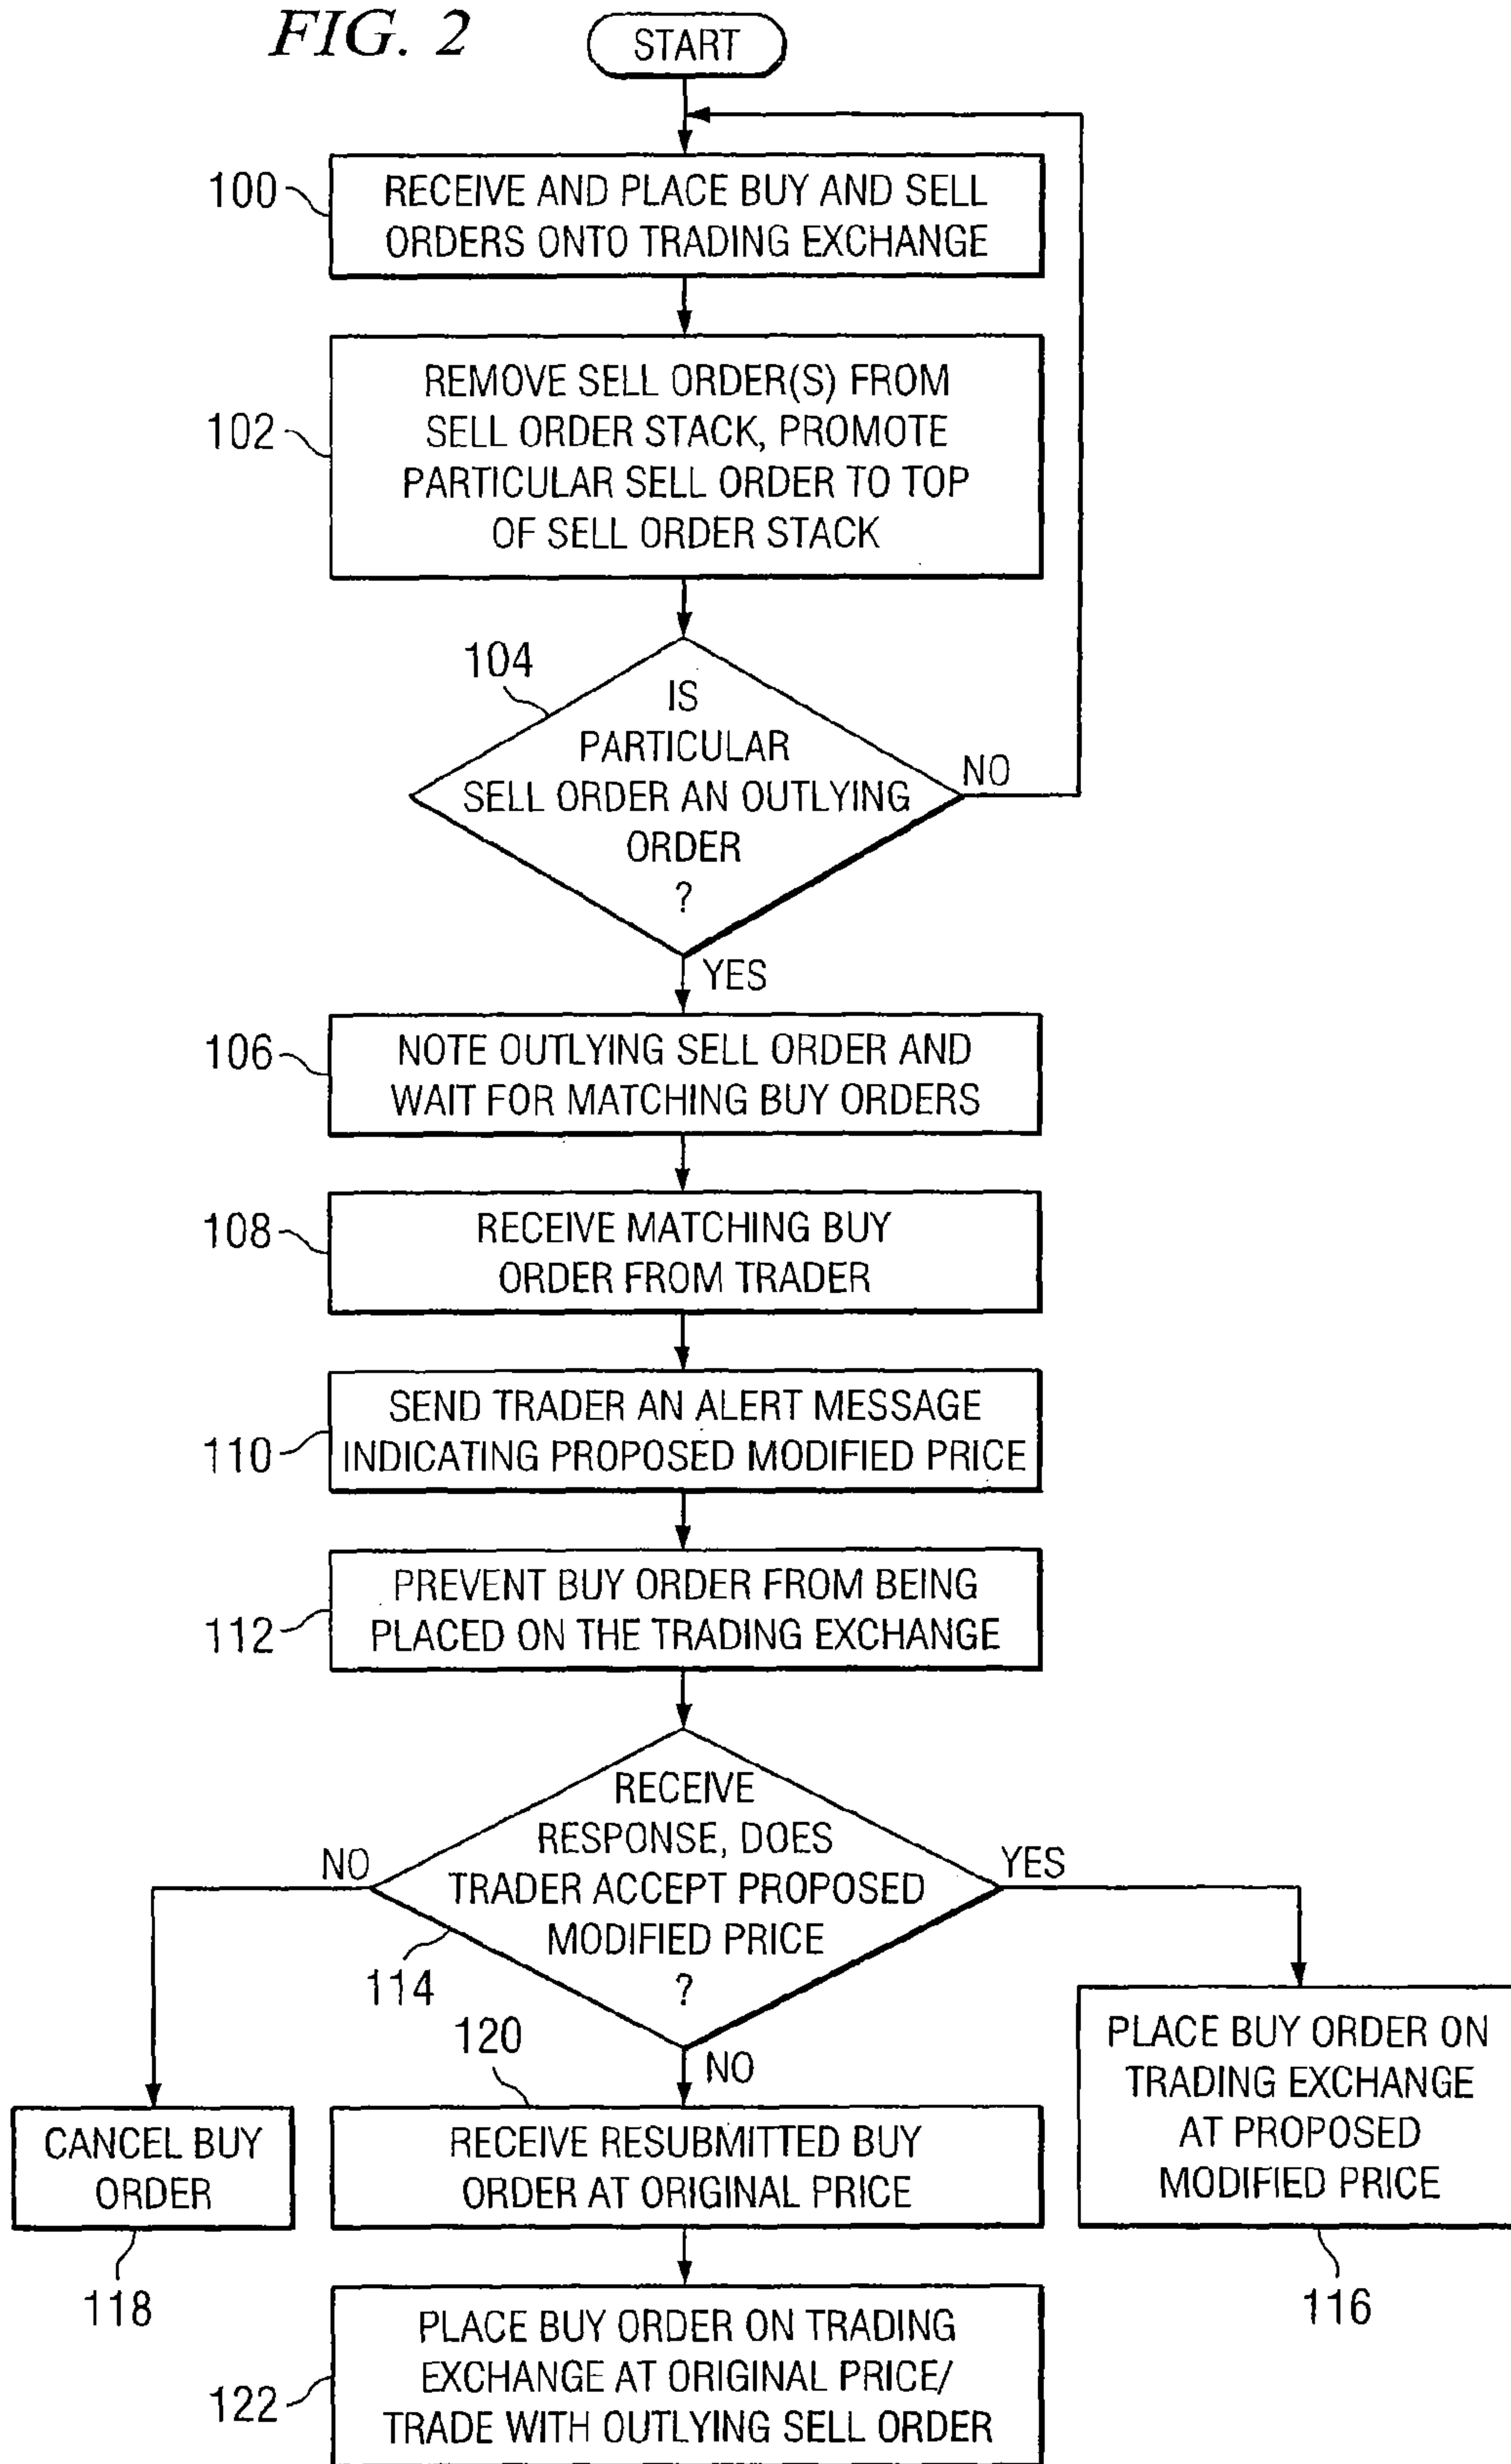 FIG. 2
START
100
RECEIVE AND PLACE BUY AND SELL
ORDERS ONTO TRADING EXCHANGE
102
REMOVE SELL ORDER(S) FROM
SELL ORDER STACK, PROMOTE
PARTICULAR SELL ORDER TO TOP
OF SELL ORDER STACK
104
IS
PARTICULAR
SELL ORDER AN OUTLYING
ORDER
?
NO
YES
106
NOTE OUTLYING SELL ORDER AND
WAIT FOR MATCHING BUY ORDERS
108
RECEIVE MATCHING BUY
ORDER FROM TRADER
110
SEND TRADER AN ALERT MESSAGE
INDICATING PROPOSED MODIFIED PRICE
112
PREVENT BUY ORDER FROM BEING
PLACED ON THE TRADING EXCHANGE
114
RECEIVE
RESPONSE, DOES
TRADER ACCEPT PROPOSED
MODIFIED PRICE
?
NO
YES
NO
118
CANCEL BUY
ORDER
120
RECEIVE RESUBMITTED BUY
ORDER AT ORIGINAL PRICE
116
PLACE BUY ORDER ON
TRADING EXCHANGE
AT PROPOSED
MODIFIED PRICE
122
PLACE BUY ORDER ON TRADING
EXCHANGE AT ORIGINAL PRICE/
TRADE WITH OUTLYING SELL ORDER